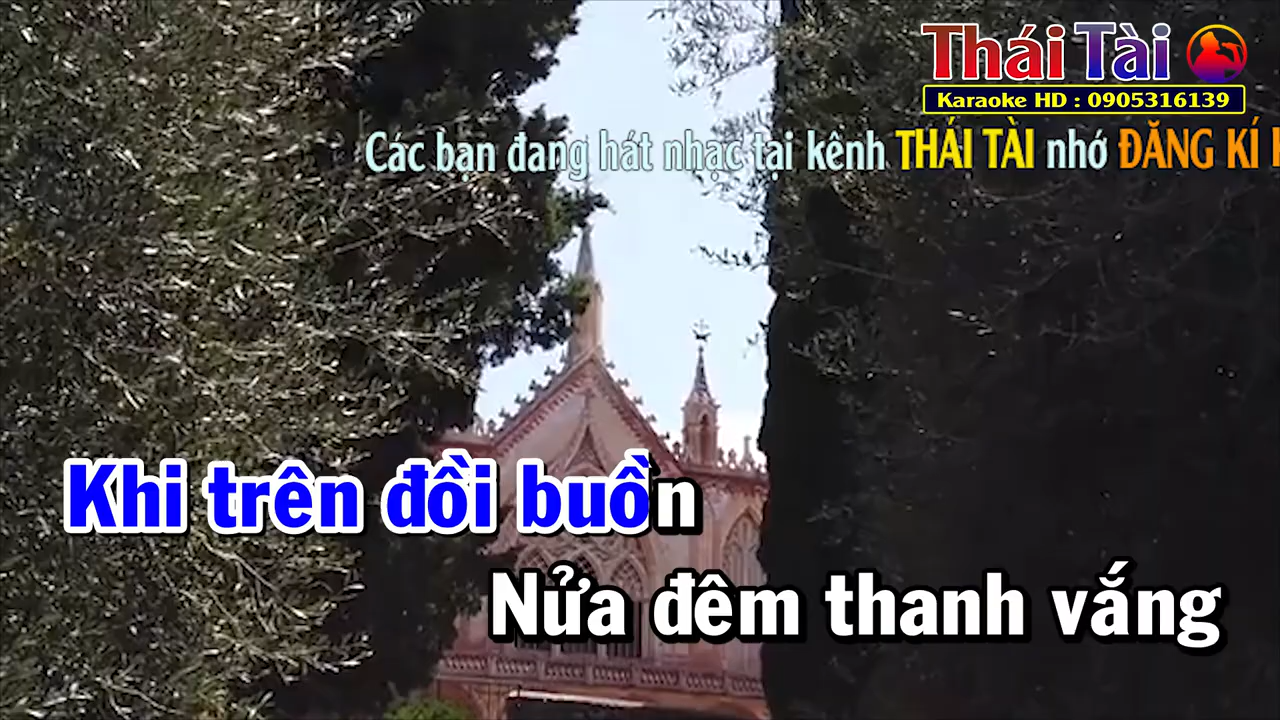 Thái Tài
Karaoke HD : 0905316139
Các bạn đang hát nhạc tại kênh THÁI TÀI nhớ ĐĂNG KÍ
Khi trên đồi buồn
Nửa đêm thanh vắng